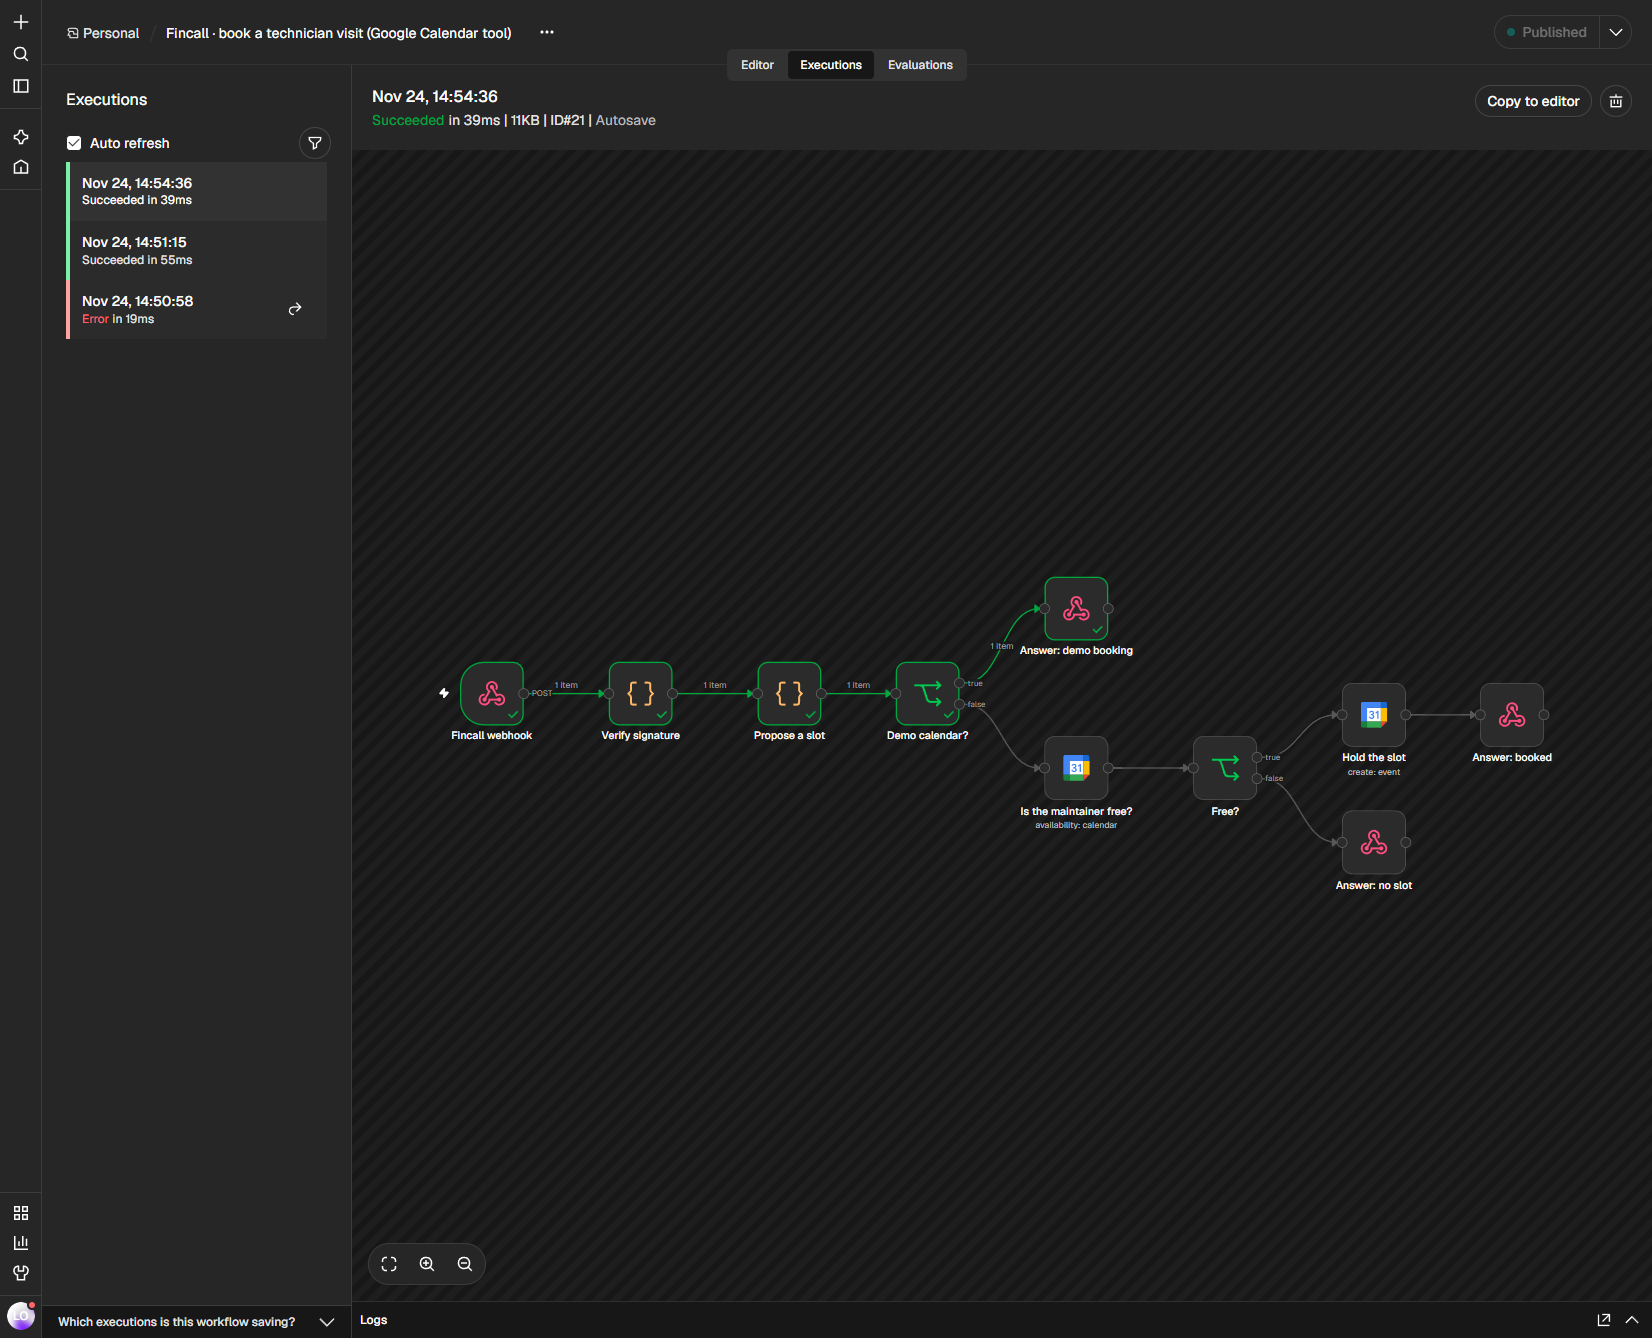 Personal / Fincall · book a technician visit (Google Calendar tool)
Published
Editor
Executions
Evaluations
Executions
Auto refresh
Nov 24, 14:54:36
Succeeded in 39ms
Nov 24, 14:51:15
Succeeded in 55ms
Nov 24, 14:50:58
Error in 19ms
Nov 24, 14:54:36
Succeeded in 39ms | 11KB | ID#21 | Autosave
Copy to editor
1 item
Answer: demo booking
POST
1 item
1 item
1 item
true
false
Fincall webhook
Verify signature
Propose a slot
Demo calendar?
31
Is the maintainer free?
availability: calendar
true
false
Free?
31
Hold the slot
create: event
Answer: booked
Answer: no slot
LO
Which executions is this workflow saving?
Logs